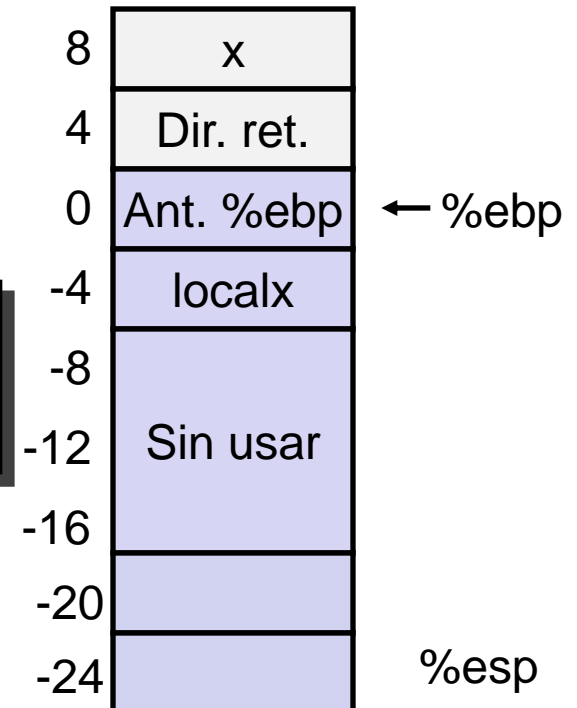 8 x
4 Dir. ret.
0 Ant. %ebp %ebp
-4 localx
-8
-12 Sin usar
-16
-20
-24 %esp